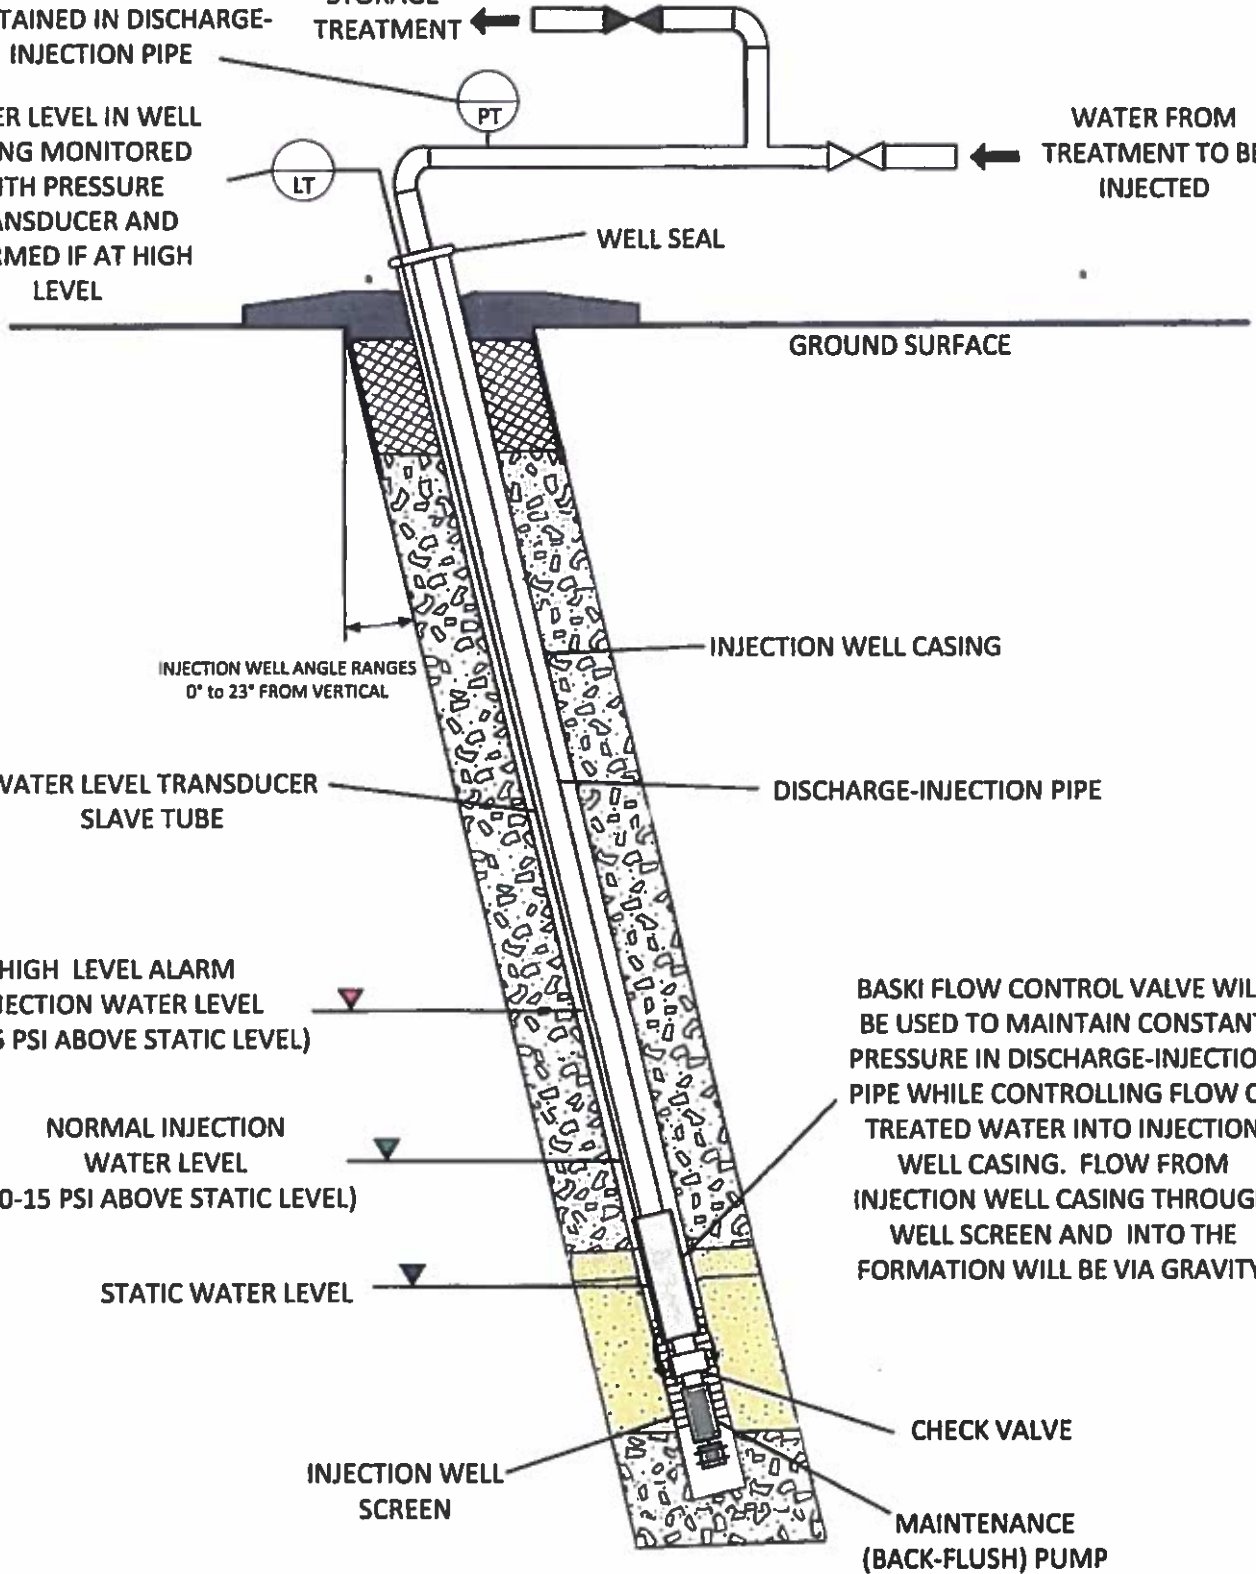 TAINED IN DISCHARGE-
INJECTION PIPE
STORAGE
TREATMENT
PT
ER LEVEL IN WELL
NG MONITORED
TH PRESSURE
ANSDUCER AND
RMED IF AT HIGH
LEVEL
LT
WATER FROM
TREATMENT TO BE
INJECTED
WELL SEAL
GROUND SURFACE
INJECTION WELL CASING
INJECTION WELL ANGLE RANGES
0° to 23° FROM VERTICAL
WATER LEVEL TRANSDUCER
SLAVE TUBE
DISCHARGE-INJECTION PIPE
HIGH LEVEL ALARM
JECTION WATER LEVEL
5 PSI ABOVE STATIC LEVEL)
BASKI FLOW CONTROL VALVE WIL
BE USED TO MAINTAIN CONSTANT
PRESSURE IN DISCHARGE-INJECTIO
PIPE WHILE CONTROLLING FLOW O
TREATED WATER INTO INJECTION
WELL CASING. FLOW FROM
INJECTION WELL CASING THROUG
WELL SCREEN AND INTO THE
FORMATION WILL BE VIA GRAVITY
NORMAL INJECTION
WATER LEVEL
0-15 PSI ABOVE STATIC LEVEL)
STATIC WATER LEVEL
CHECK VALVE
INJECTION WELL
SCREEN
MAINTENANCE
(BACK-FLUSH) PUMP